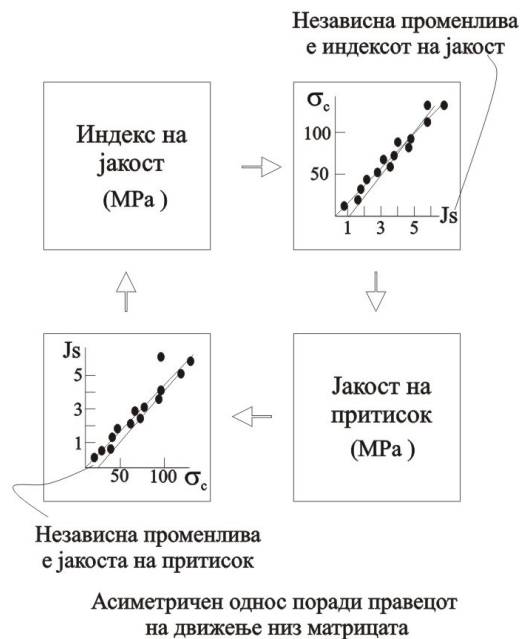 Независна променлива
е индексот на јакост
Индекс на
јакост
(MPa )
σc
100
50
1 3 5 Js
Js
5
3
1
50 100 σc
Јакост на
притисок
(MPa )
Независна променлива
е јакоста на притисок
Асиметричен однос поради правецот
на движење низ матрицата